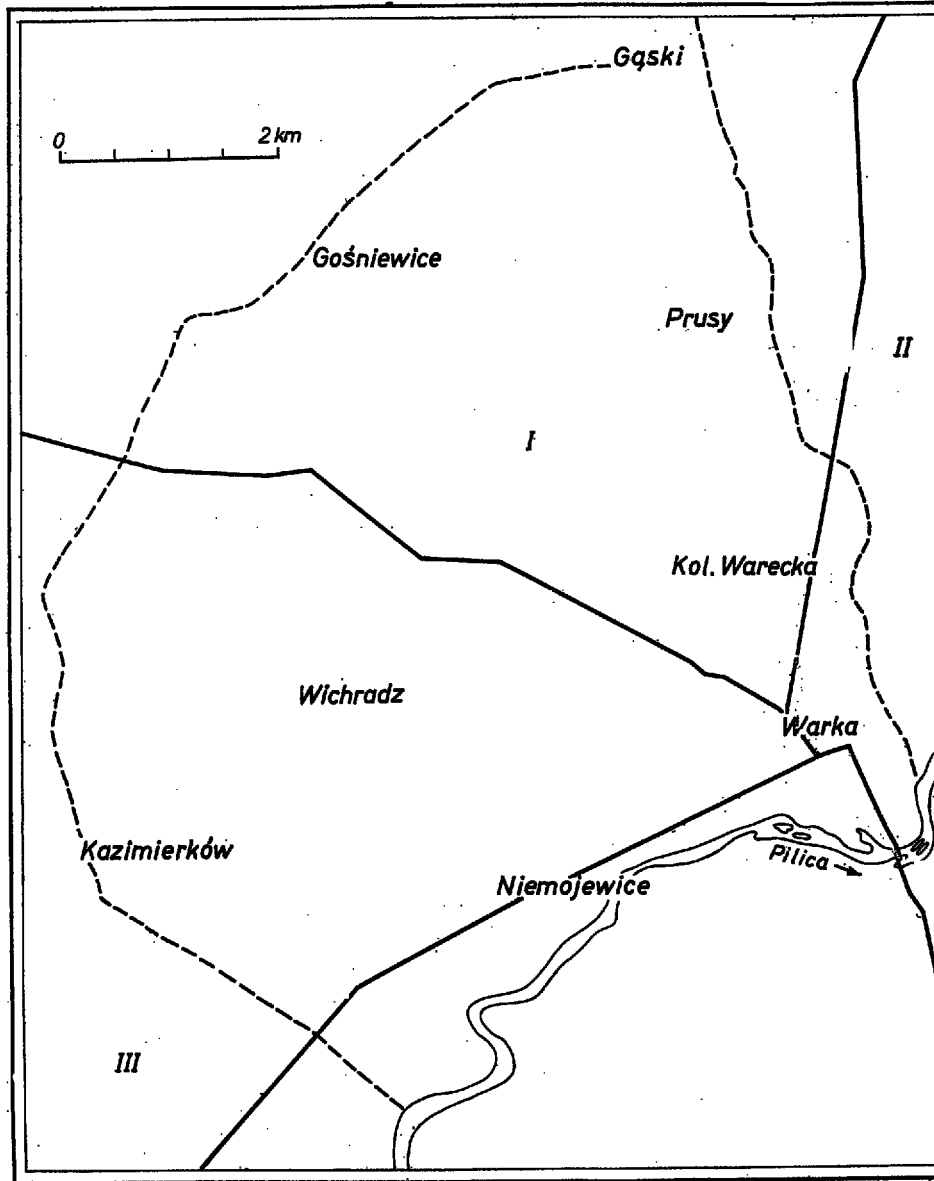 Gąski
0 2 km
Gośniewice
Prusy
II
I
Kol. Warecka
Wichradz
Warka
Kazimierków
Pilica
Niemojewice
III